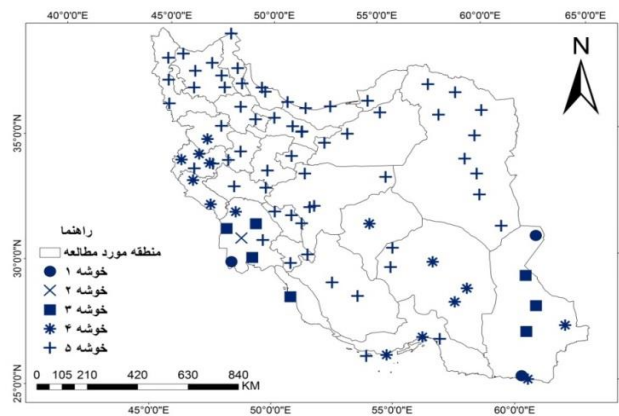 40°0'0"E 45°0'0"E 50°0'0"E 55°0'0"E 60°0'0"E 65°0'0"E
N
35°0'0"N
30°0'0"N
25°0'0"N
راهنما
منطقه مورد مطالعه
خوشه ۱
خوشه ۲
خوشه ۳
خوشه ۴
خوشه ۵
0 105 210 420 630 840
KM
45°0'0"E 50°0'0"E 55°0'0"E 60°0'0"E